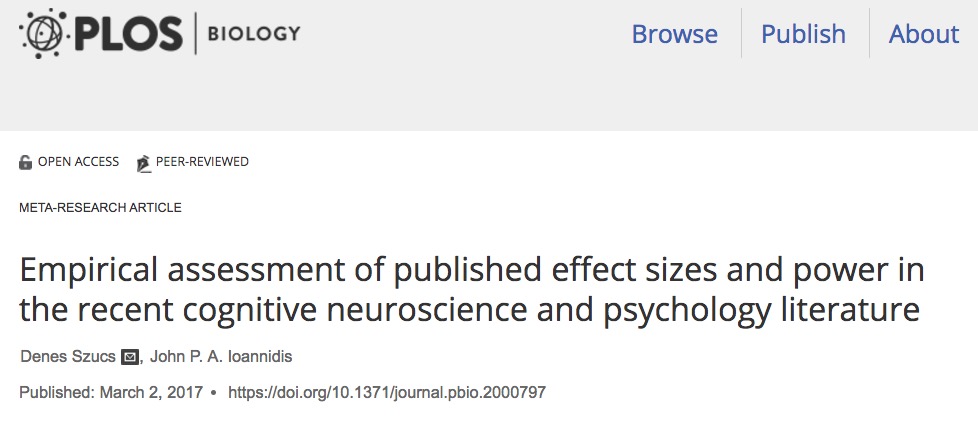 PLOS | BIOLOGY
Browse
Publish
About
OPEN ACCESS
PEER-REVIEWED
META-RESEARCH ARTICLE
Empirical assessment of published effect sizes and power in
the recent cognitive neuroscience and psychology literature
Denes Szucs, John P. A. Ioannidis
Published: March 2, 2017 • https://doi.org/10.1371/journal.pbio.2000797